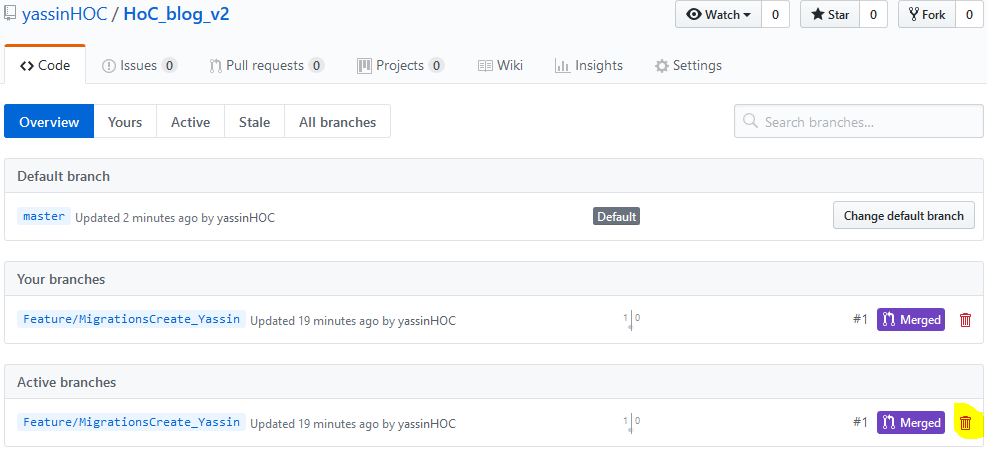 yassinHOC / HoC_blog_v2 Watch 0 Star 0 Fork 0
Code Issues 0 Pull requests 0 Projects 0 Wiki Insights Settings
Overview Yours Active Stale All branches Search branches...
Default branch
master Updated 2 minutes ago by yassinHOC Default Change default branch
Your branches
Feature/MigrationsCreate_Yassin Updated 19 minutes ago by yassinHOC 1 0 #1 Merged
Active branches
Feature/MigrationsCreate_Yassin Updated 19 minutes ago by yassinHOC 1 0 #1 Merged